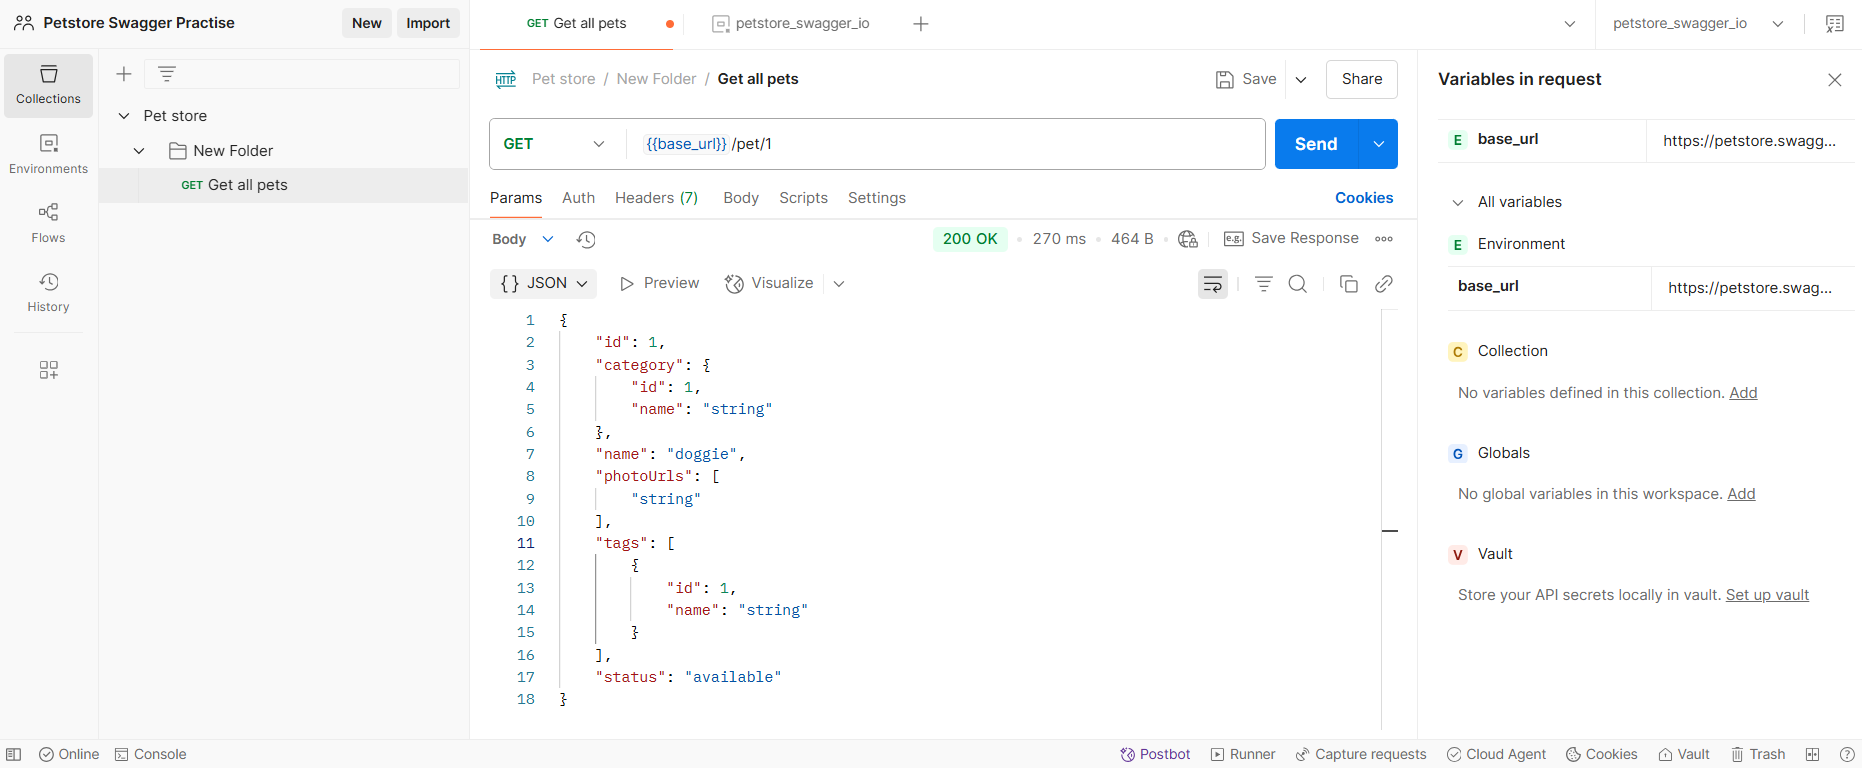 Petstore Swagger Practise
New
Import
GET Get all pets
petstore_swagger_io
petstore_swagger_io
Collections
Environments
Flows
History
Pet store
New Folder
GET Get all pets
HTTP Pet store / New Folder / Get all pets
Save
Share
GET
{{base_url}} /pet/1
Send
Params Auth Headers (7) Body Scripts Settings
Cookies
Body
200 OK • 270 ms • 464 B •
e.g. Save Response
{} JSON
Preview
Visualize
1 {
2 "id": 1,
3 "category": {
4 "id": 1,
5 "name": "string"
6 },
7 "name": "doggie",
8 "photoUrls": [
9 "string"
10 ],
11 "tags": [
12 {
13 "id": 1,
14 "name": "string"
15 }
16 ],
17 "status": "available"
18 }
Variables in request
E base_url https://petstore.swagg...
All variables
E Environment
base_url https://petstore.swag...
C Collection
No variables defined in this collection. Add
G Globals
No global variables in this workspace. Add
V Vault
Store your API secrets locally in vault. Set up vault
Online
Console
Postbot
Runner
Capture requests
Cloud Agent
Cookies
Vault
Trash